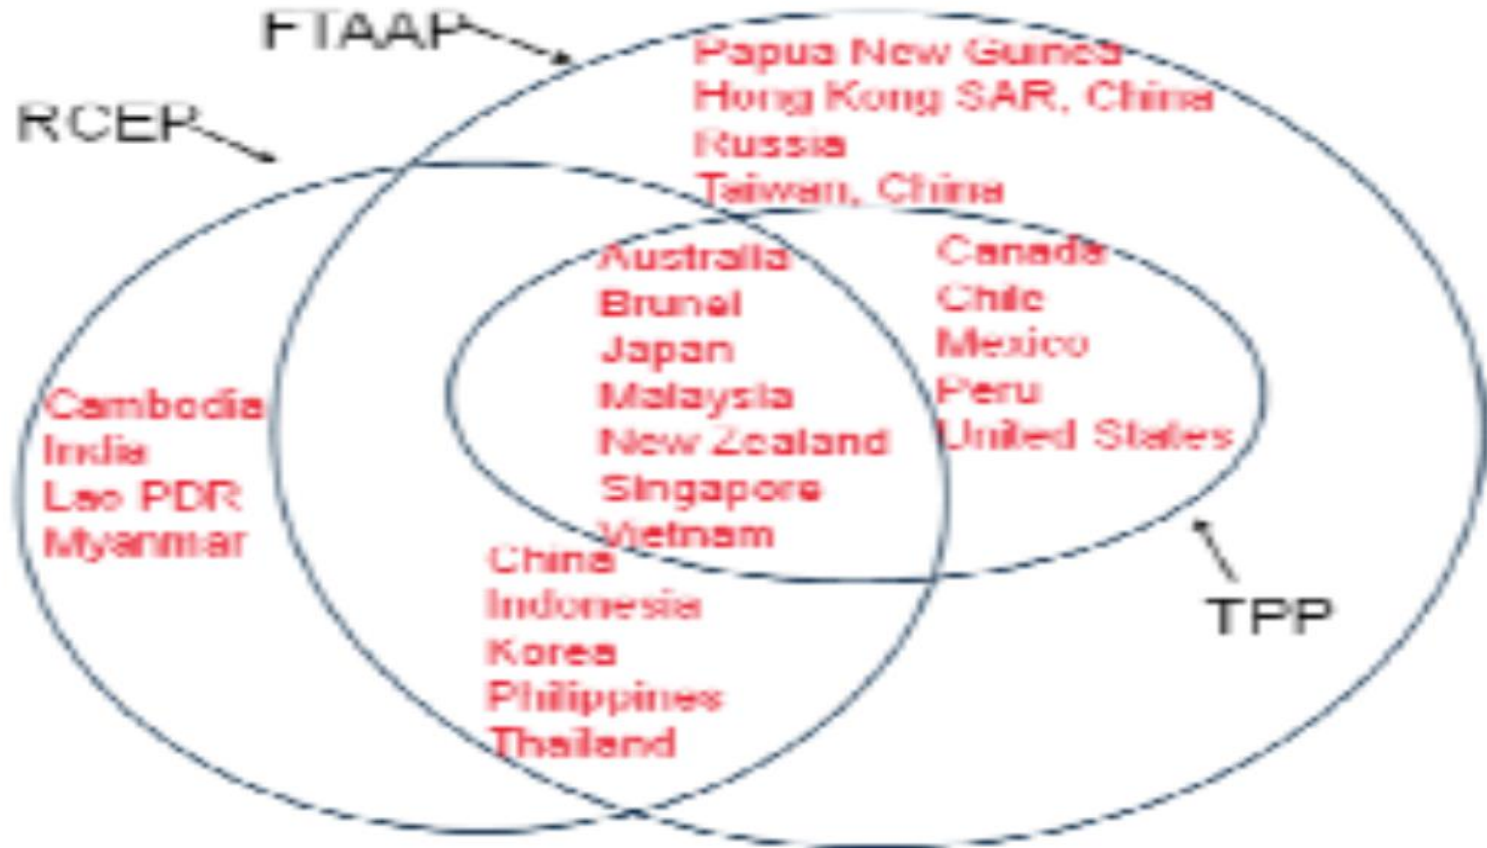 FTAAP
RCEP
Papua New Guinea
Hong Kong SAR, China
Russia
Taiwan, China
Australia
Brunei
Japan
Malaysia
New Zealand
Singapore
Vietnam
Canada
Chile
Mexico
Peru
United States
Cambodia
India
Lao PDR
Myanmar
China
Indonesia
Korea
Philippines
Thailand
TPP